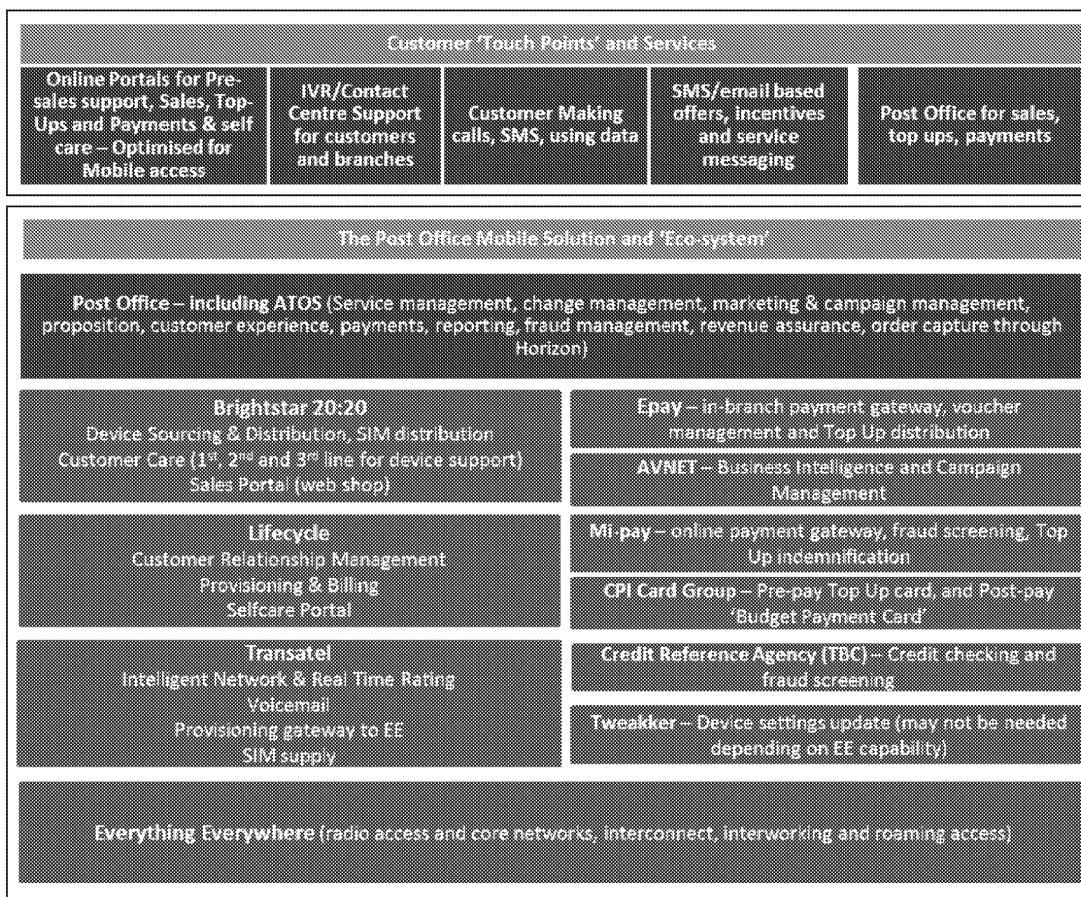 Customer 'Touch Points' and Services
Online Portals for Pre-
sales support, Sales, Top-
Ups and Payments & self
care – Optimised for
Mobile access
IVR/Contact
Centre Support
for customers
and branches
Customer Making
calls, SMS, using data
SMS/email based
offers, incentives
and service
messaging
Post Office for sales,
top ups, payments
The Post Office Mobile Solution and 'Eco-system'
Post Office – including ATOS (Service management, change management, marketing & campaign management,
proposition, customer experience, payments, reporting, fraud management, revenue assurance, order capture through
Horizon)
Brightstar 20:20
Device Sourcing & Distribution, SIM distribution
Customer Care (1st, 2nd and 3rd line for device support)
Sales Portal (web shop)
Lifecycle
Customer Relationship Management
Provisioning & Billing
Selfcare Portal
Transatel
Intelligent Network & Real Time Rating
Voicemail
Provisioning gateway to EE
SIM supply
Epay – in-branch payment gateway, voucher
management and Top Up distribution
AVNET – Business Intelligence and Campaign
Management
Mi-pay – online payment gateway, fraud screening, Top
Up indemnification
CPI Card Group – Pre-pay Top Up card, and Post-pay
'Budget Payment Card'
Credit Reference Agency (TBC) – Credit checking and
fraud screening
Tweakker – Device settings update (may not be needed
depending on EE capability)
Everything Everywhere (radio access and core networks, interconnect, interworking and roaming access)